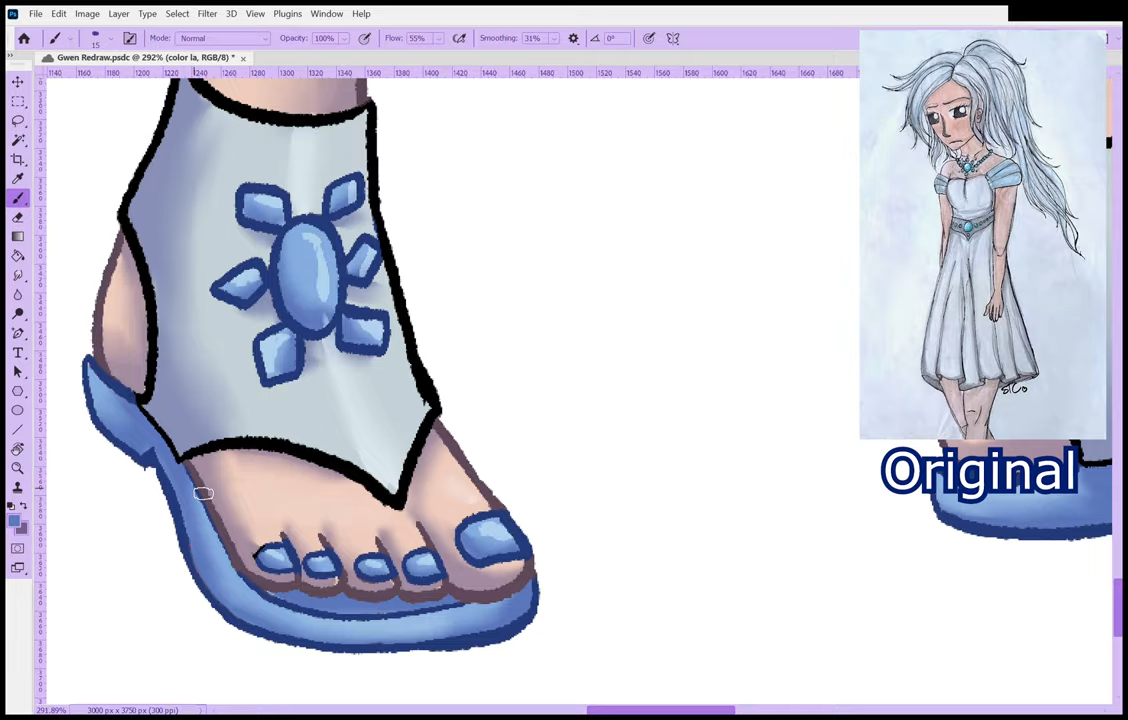 Ps File Edit Image Layer Type Select Filter 3D View Plugins Window Help
15 Mode: Normal Opacity: 100% Flow: 55% Smoothing: 31% 0°
Gwen Redraw.psdc @ 292% (color la, RGB/8) * ×
1140 1160 1180 1200 1220 1240 1260 1280 1300 1320 1340 1360 1380 1400 1420 1440 1460 1480 1500 1520 1540 1560 1580 1600 1620 1640 1660 1680
Original
291.89% 3000 px x 3750 px (300 ppi)